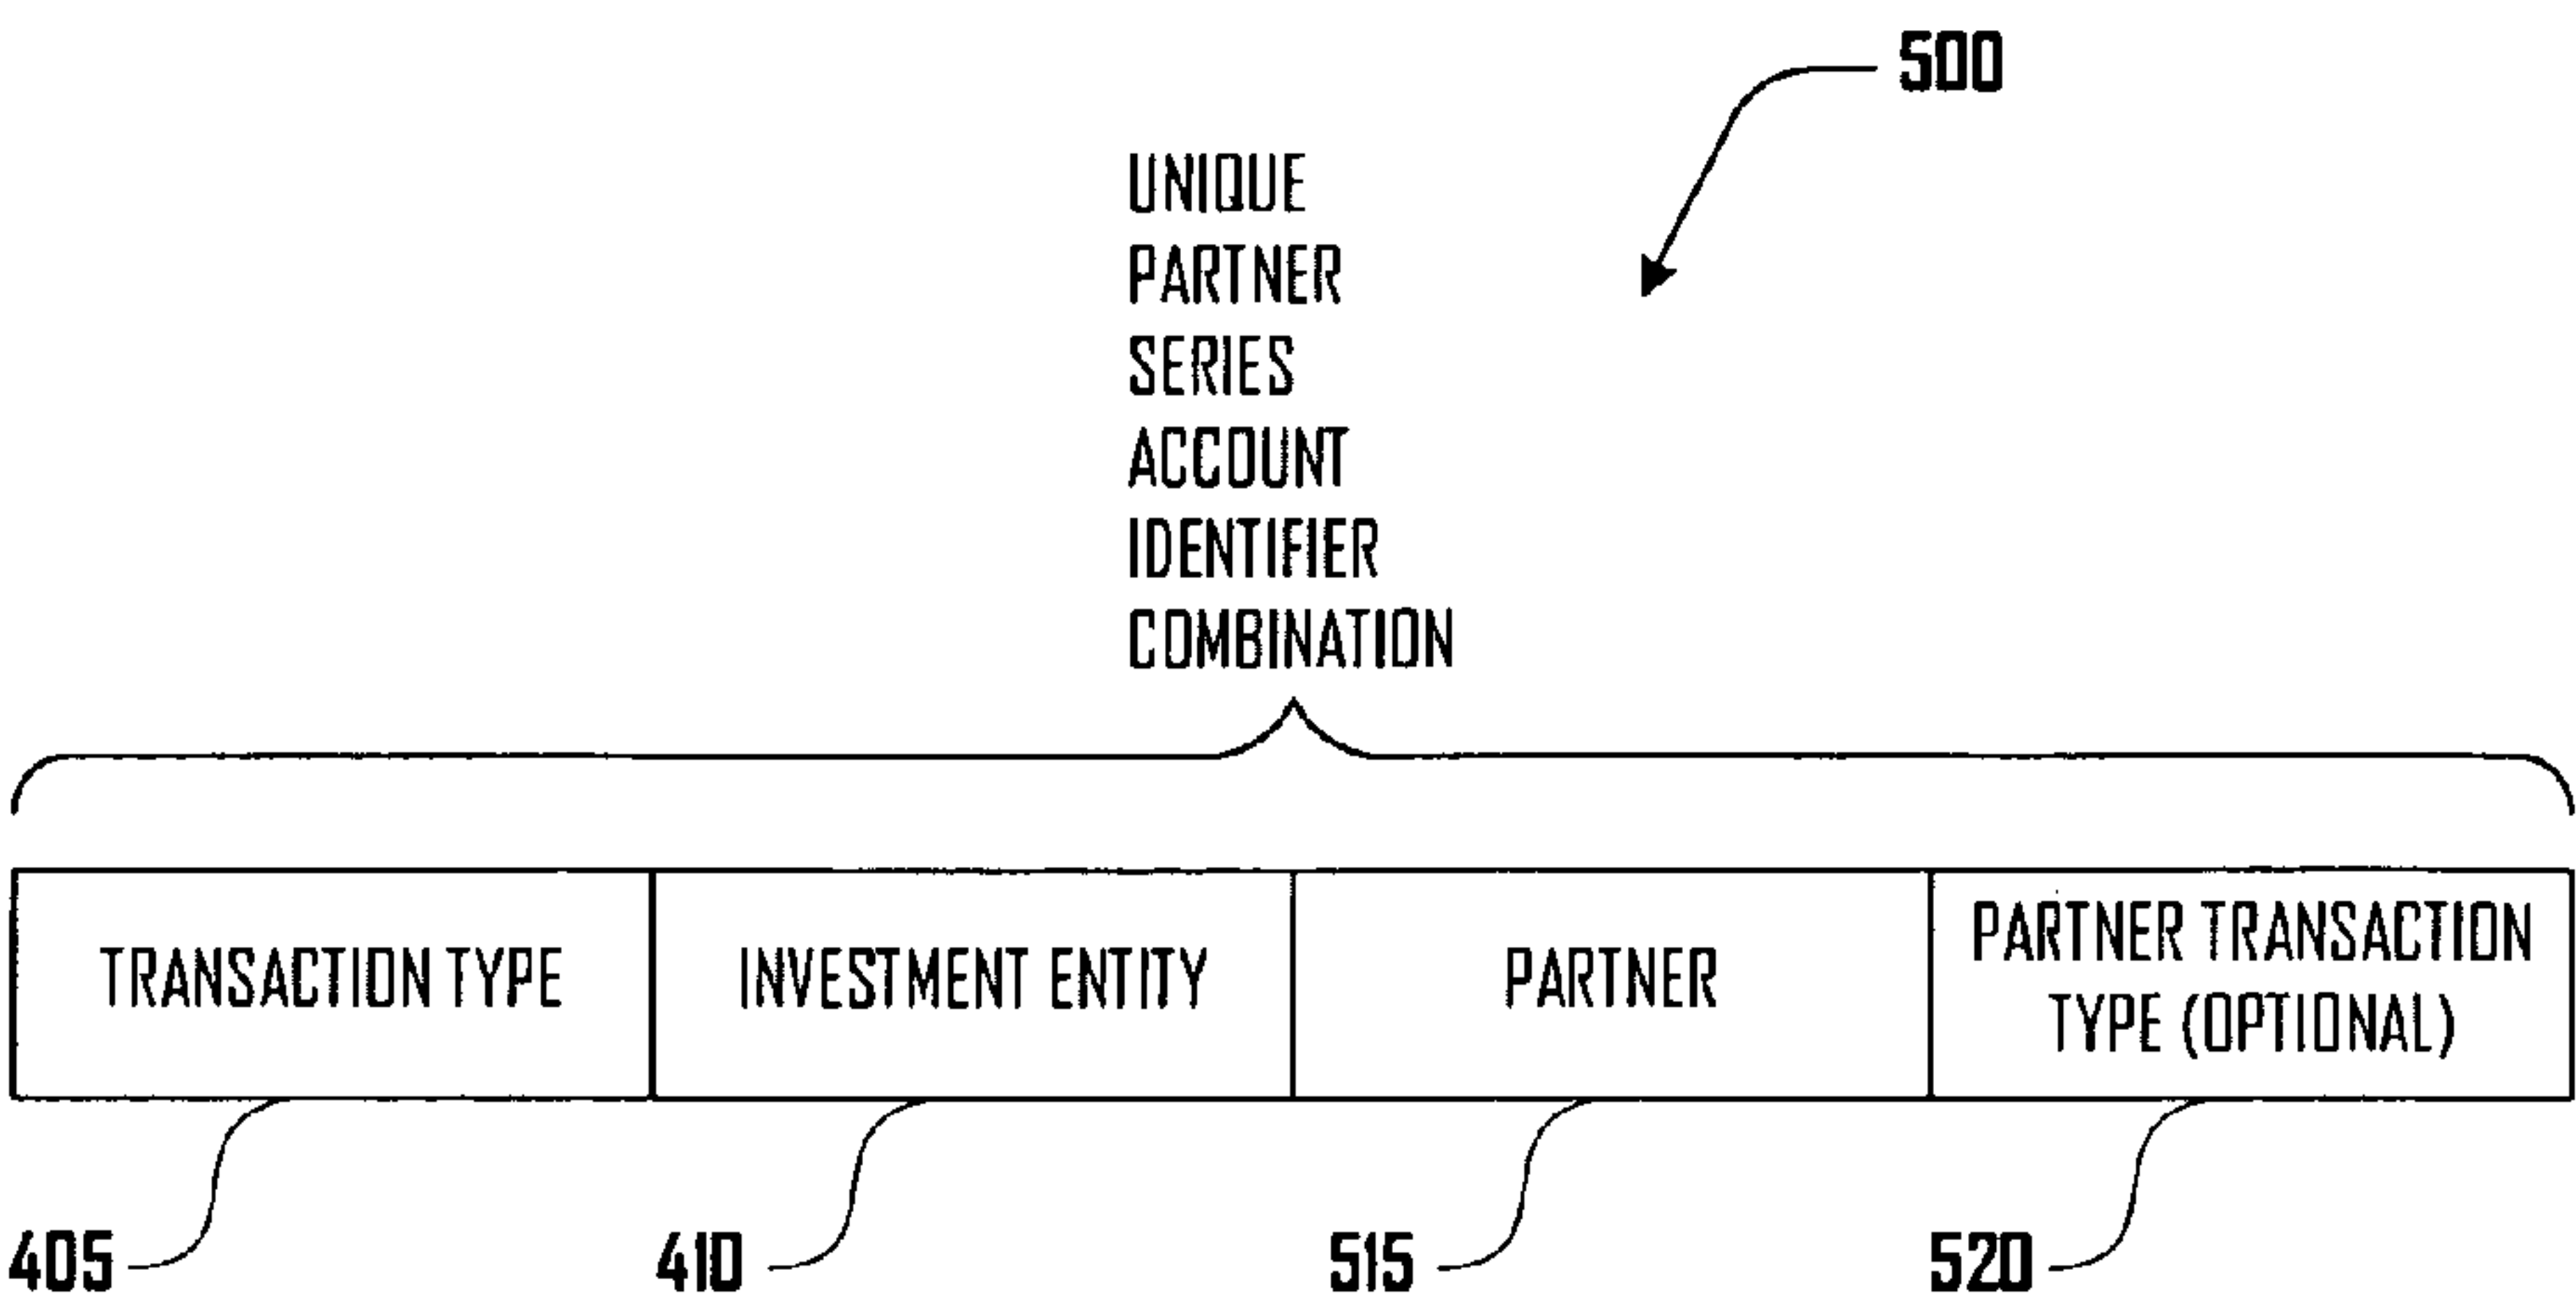 500
UNIQUE
PARTNER
SERIES
ACCOUNT
IDENTIFIER
COMBINATION
TRANSACTION TYPE
INVESTMENT ENTITY
PARTNER
PARTNER TRANSACTION
TYPE (OPTIONAL)
405
410
515
520